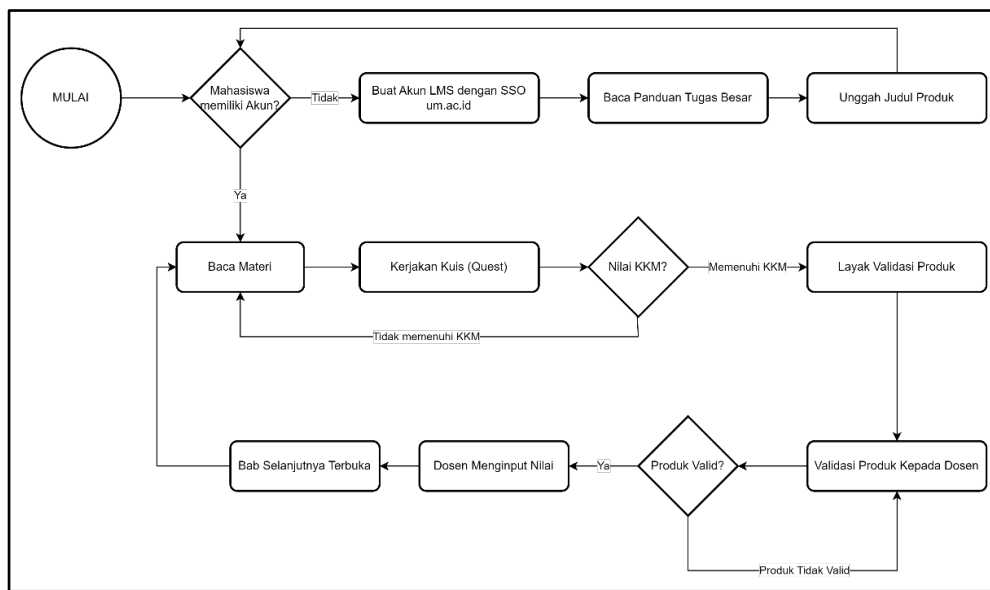 MULAI
Mahasiswa
memiliki Akun?
Tidak
Buat Akun LMS dengan SSO
um.ac.id
Baca Panduan Tugas Besar
Unggah Judul Produk
Ya
Baca Materi
Kerjakan Kuis (Quest)
Nilai KKM?
Memenuhi KKM
Layak Validasi Produk
Tidak memenuhi KKM
Bab Selanjutnya Terbuka
Dosen Menginput Nilai
Ya
Produk Valid?
Validasi Produk Kepada Dosen
Produk Tidak Valid